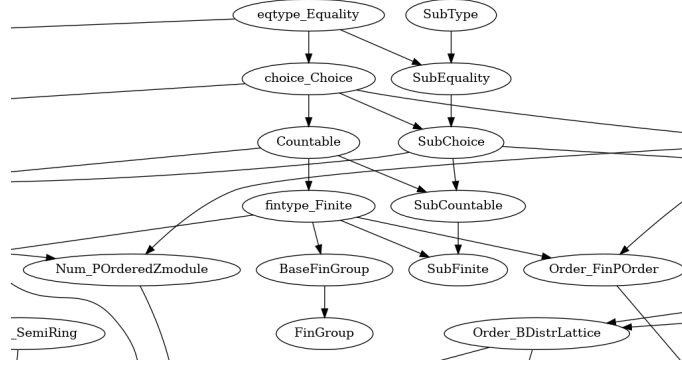 eqtype_Equality SubType
choice_Choice SubEquality
Countable SubChoice
fintype_Finite SubCountable
Num_POrderedZmodule BaseFinGroup SubFinite Order_FinPOrder
_SemiRing FinGroup Order_BDistrLattice